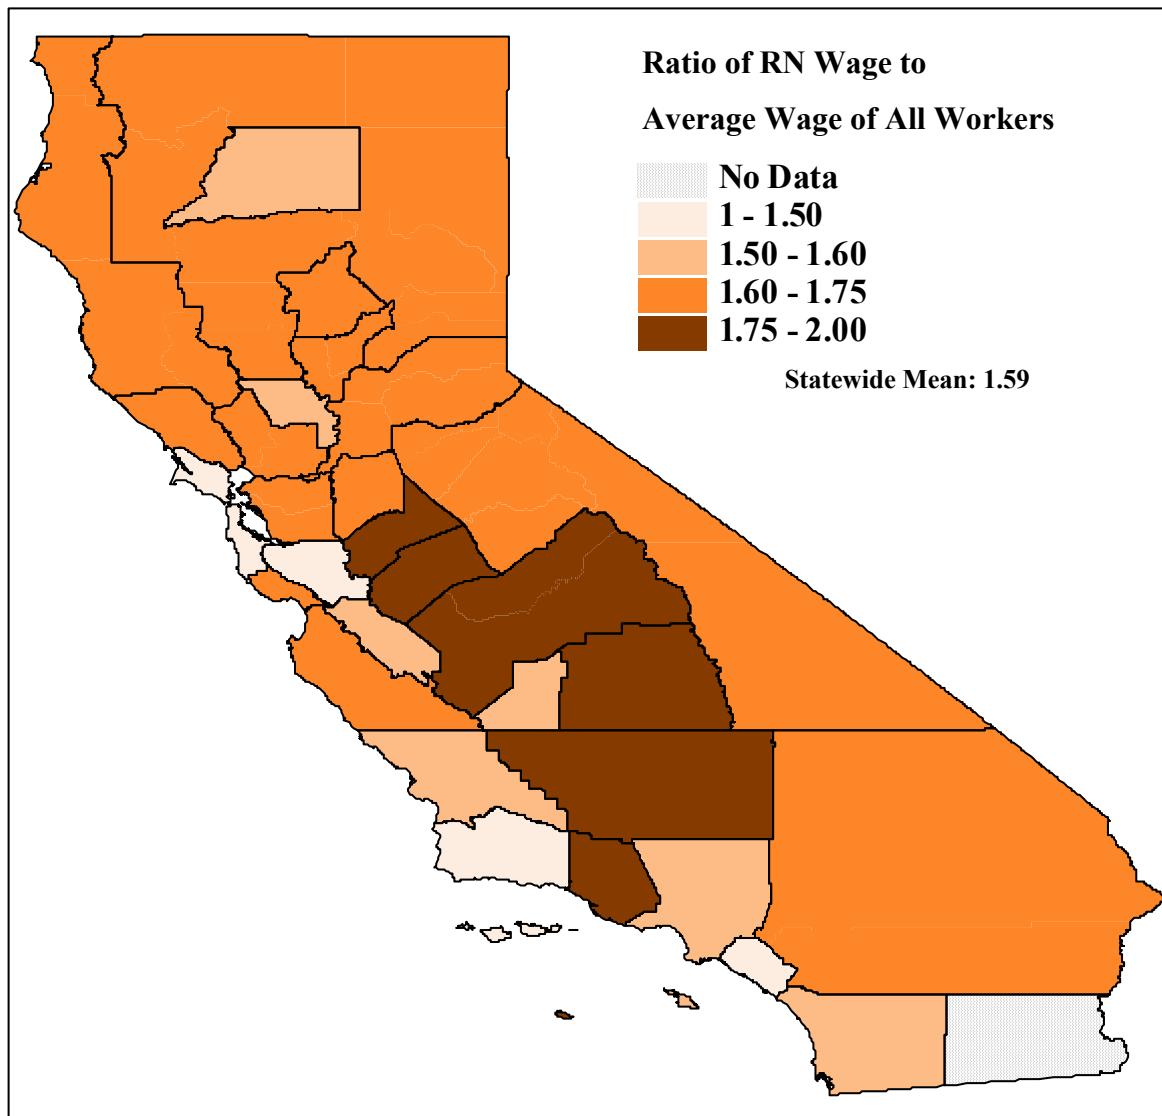 Ratio of RN Wage to
Average Wage of All Workers
No Data
1 - 1.50
1.50 - 1.60
1.60 - 1.75
1.75 - 2.00
Statewide Mean: 1.59